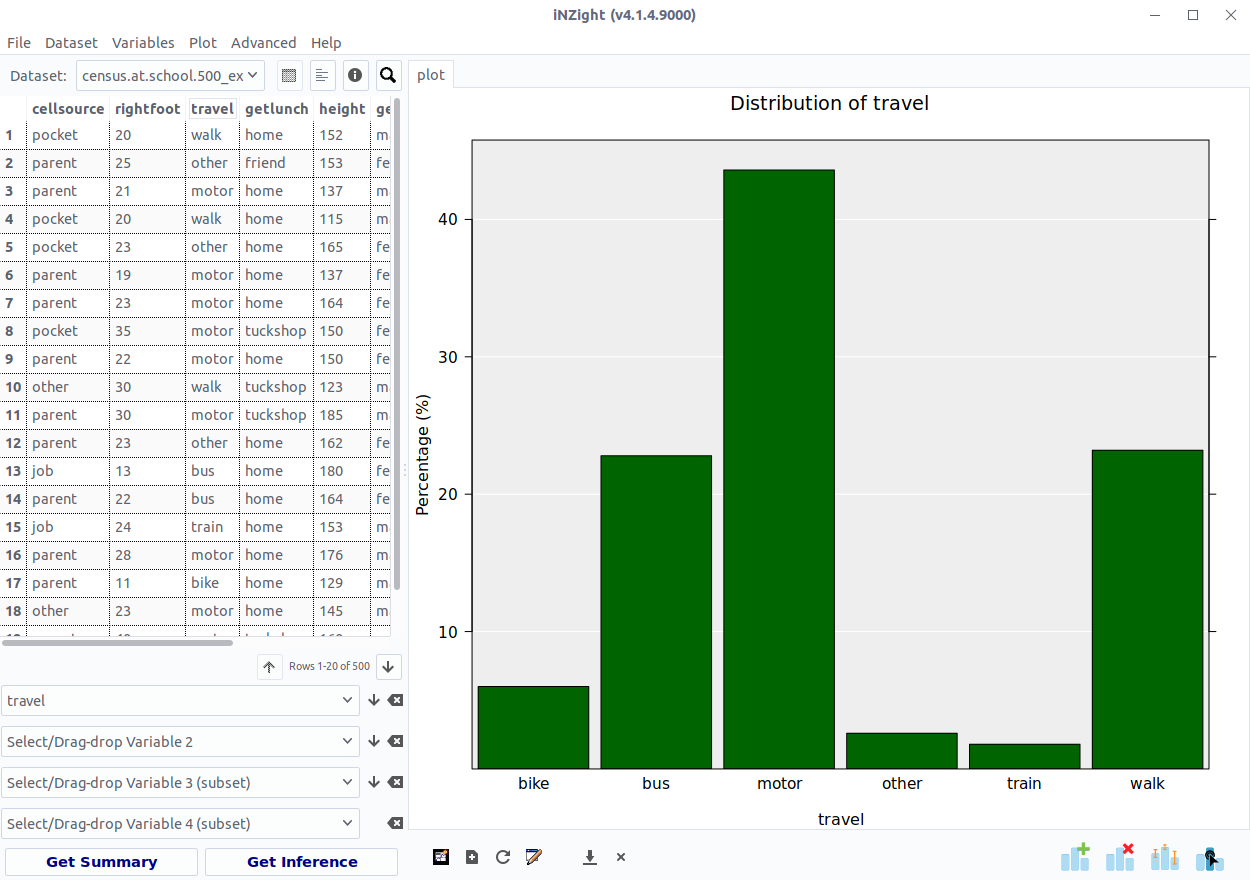 iNZight (v4.1.4.9000)
File Dataset Variables Plot Advanced Help
Dataset: census.at.school.500_ex
plot
cellsource rightfoot travel getlunch height ge
1 pocket 20 walk home 152 m
2 parent 25 other friend 153 fe
3 parent 21 motor home 137 m
4 pocket 20 walk home 115 m
5 pocket 23 other home 165 fe
6 parent 19 motor home 137 fe
7 parent 23 motor home 164 fe
8 pocket 35 motor tuckshop 150 fe
9 parent 22 motor home 150 fe
10 other 30 walk tuckshop 123 m
11 parent 30 motor tuckshop 185 m
12 parent 23 other home 162 fe
13 job 13 bus home 180 fe
14 parent 22 bus home 164 fe
15 job 24 train home 153 m
16 parent 28 motor home 176 m
17 parent 11 bike home 129 m
18 other 23 motor home 145 m
Rows 1-20 of 500
travel
Select/Drag-drop Variable 2
Select/Drag-drop Variable 3 (subset)
Select/Drag-drop Variable 4 (subset)
Get Summary Get Inference
Distribution of travel
Percentage (%)
40
30
20
10
bike bus motor other train walk
travel